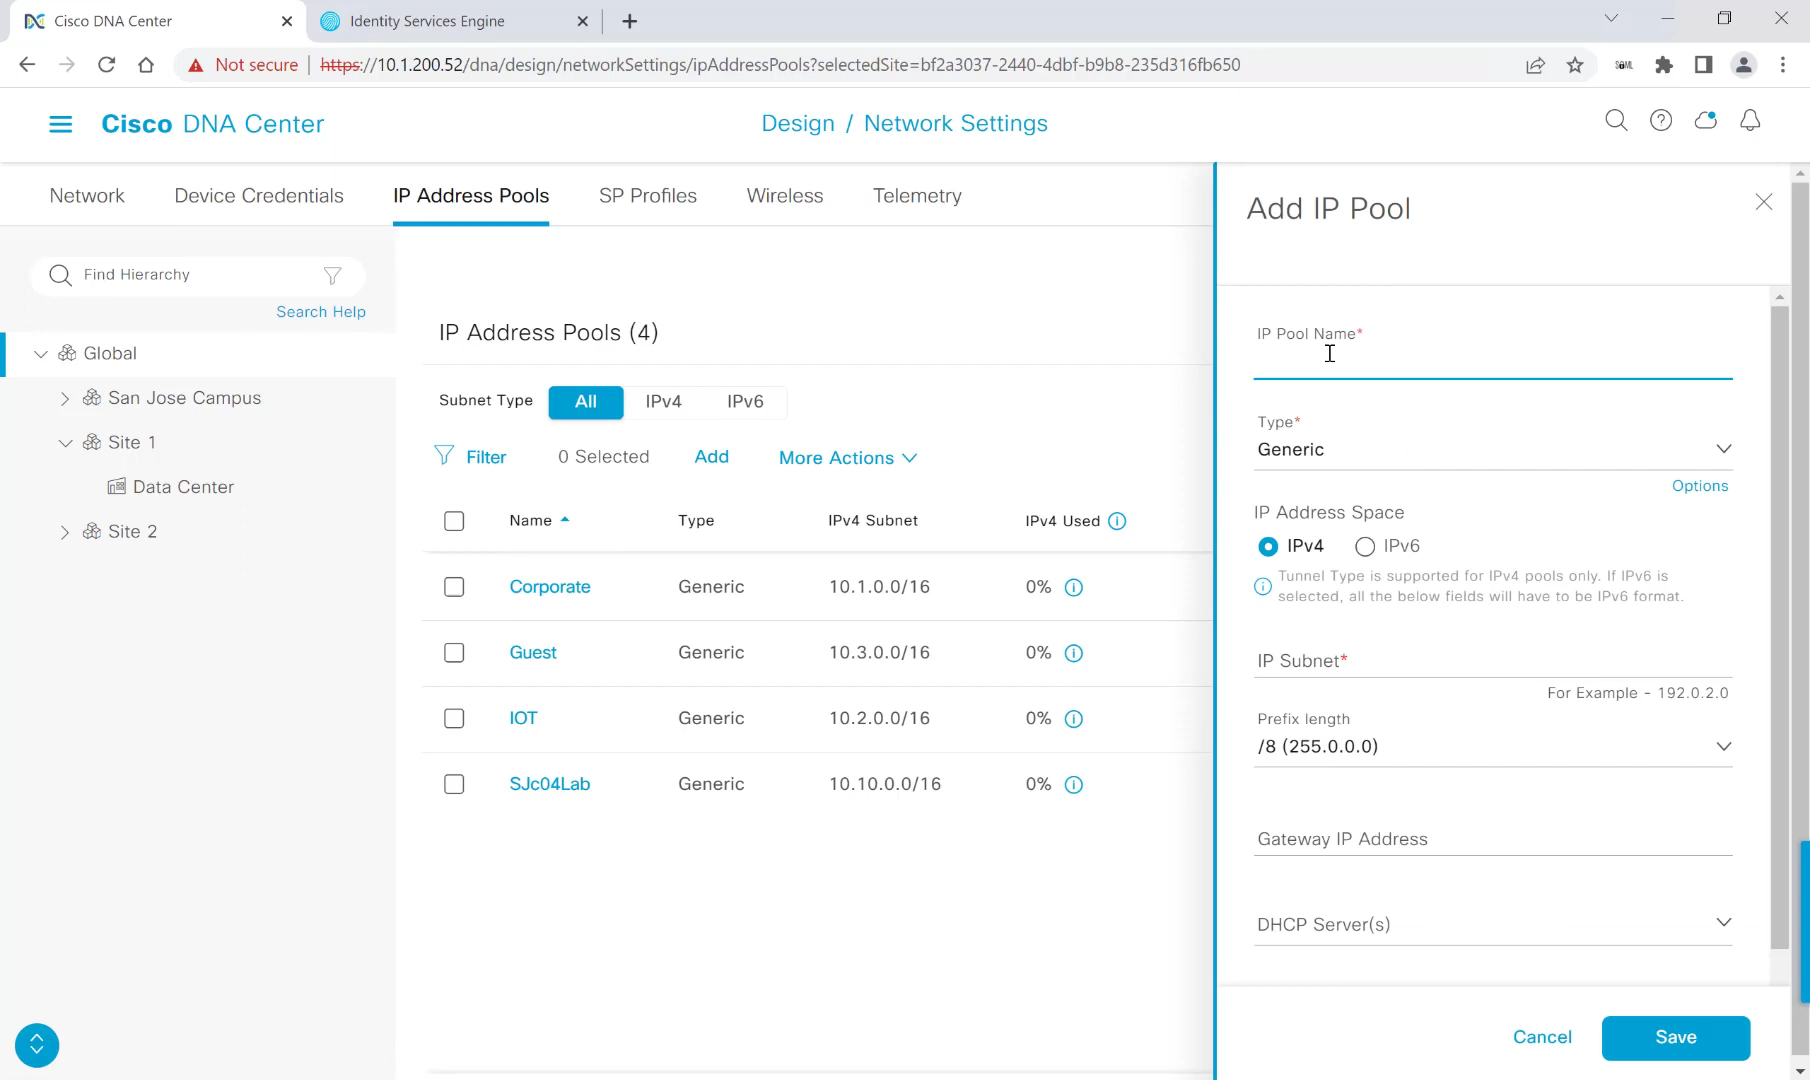 Cisco DNA Center
Identity Services Engine
Not secure
https://10.1.200.52/dna/design/networkSettings/ipAddressPools?selectedSite=bf2a3037-2440-4dbf-b9b8-235d316fb650
Cisco DNA Center
Design / Network Settings
Network Device Credentials IP Address Pools SP Profiles Wireless Telemetry
Find Hierarchy
Search Help
Global
San Jose Campus
Site 1
Data Center
Site 2
IP Address Pools (4)
Subnet Type All IPv4 IPv6
Filter 0 Selected Add More Actions
Name Type IPv4 Subnet IPv4 Used
Corporate Generic 10.1.0.0/16 0%
Guest Generic 10.3.0.0/16 0%
IOT Generic 10.2.0.0/16 0%
SJc04Lab Generic 10.10.0.0/16 0%
Add IP Pool
IP Pool Name*
Type*
Generic
Options
IP Address Space
IPv4 IPv6
Tunnel Type is supported for IPv4 pools only. If IPv6 is
selected, all the below fields will have to be IPv6 format.
IP Subnet*
For Example - 192.0.2.0
Prefix length
/8 (255.0.0.0)
Gateway IP Address
DHCP Server(s)
Cancel Save